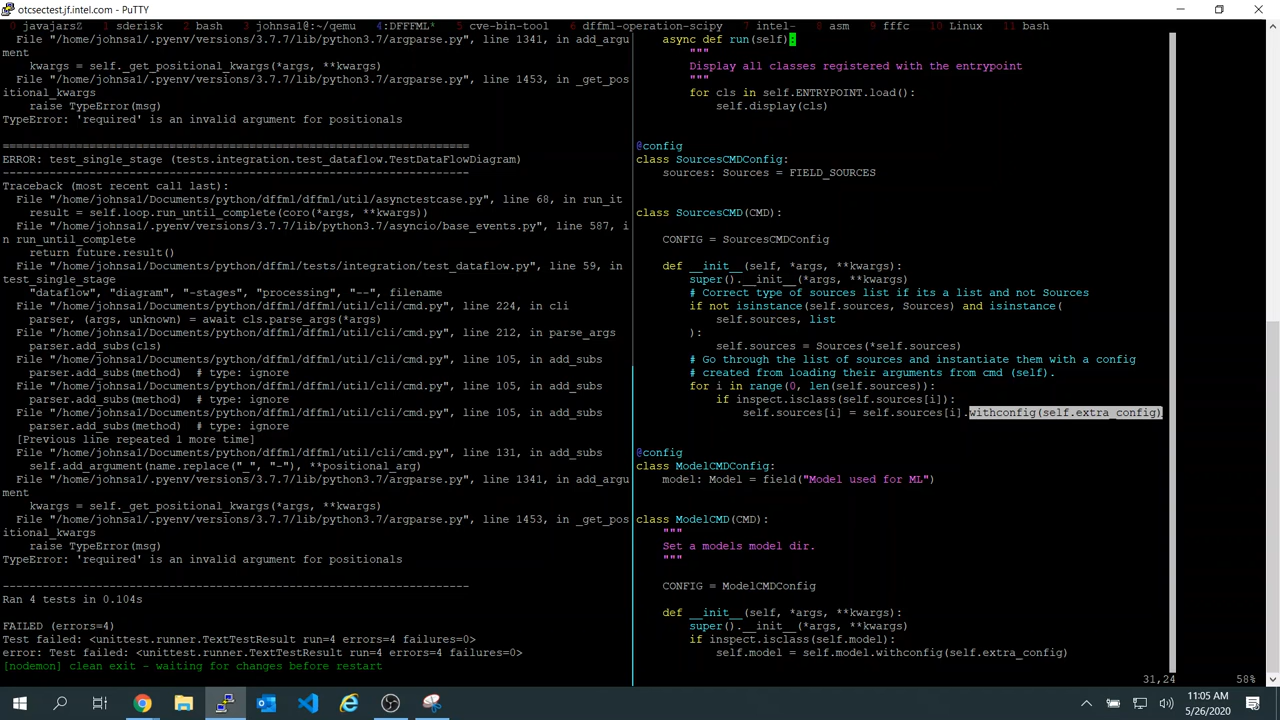 otcsectest.jf.intel.com - PuTTY
0 javajarsZ 1 sderisk 2 bash 3 johnsa1@:~/qemu 4:DFFFML* 5 cve-bin-tool 6 dffml-operation-scipy 7 intel- 8 asm 9 fffc 10 Linux 11 bash
File "/home/johnsa1/.pyenv/versions/3.7.7/lib/python3.7/argparse.py", line 1341, in add_argu
ment
kwargs = self._get_positional_kwargs(*args, **kwargs)
File "/home/johnsa1/.pyenv/versions/3.7.7/lib/python3.7/argparse.py", line 1453, in _get_pos
itional_kwargs
raise TypeError(msg)
TypeError: 'required' is an invalid argument for positionals
======================================================================
ERROR: test_single_stage (tests.integration.test_dataflow.TestDataFlowDiagram)
----------------------------------------------------------------------
Traceback (most recent call last):
File "/home/johnsa1/Documents/python/dffml/dffml/util/asynctestcase.py", line 68, in run_it
result = self.loop.run_until_complete(coro(*args, **kwargs))
File "/home/johnsa1/.pyenv/versions/3.7.7/lib/python3.7/asyncio/base_events.py", line 587, i
n run_until_complete
return future.result()
File "/home/johnsa1/Documents/python/dffml/tests/integration/test_dataflow.py", line 59, in
test_single_stage
"dataflow", "diagram", "-stages", "processing", "--", filename
File "/home/johnsa1/Documents/python/dffml/dffml/util/cli/cmd.py", line 224, in cli
parser, (args, unknown) = await cls.parse_args(*args)
File "/home/johnsa1/Documents/python/dffml/dffml/util/cli/cmd.py", line 212, in parse_args
parser.add_subs(cls)
File "/home/johnsa1/Documents/python/dffml/dffml/util/cli/cmd.py", line 105, in add_subs
parser.add_subs(method) # type: ignore
File "/home/johnsa1/Documents/python/dffml/dffml/util/cli/cmd.py", line 105, in add_subs
parser.add_subs(method) # type: ignore
File "/home/johnsa1/Documents/python/dffml/dffml/util/cli/cmd.py", line 105, in add_subs
parser.add_subs(method) # type: ignore
[Previous line repeated 1 more time]
File "/home/johnsa1/Documents/python/dffml/dffml/util/cli/cmd.py", line 131, in add_subs
self.add_argument(name.replace("_", "-"), **positional_arg)
File "/home/johnsa1/.pyenv/versions/3.7.7/lib/python3.7/argparse.py", line 1341, in add_argu
ment
kwargs = self._get_positional_kwargs(*args, **kwargs)
File "/home/johnsa1/.pyenv/versions/3.7.7/lib/python3.7/argparse.py", line 1453, in _get_pos
itional_kwargs
raise TypeError(msg)
TypeError: 'required' is an invalid argument for positionals
----------------------------------------------------------------------
Ran 4 tests in 0.104s
FAILED (errors=4)
Test failed: <unittest.runner.TextTestResult run=4 errors=4 failures=0>
error: Test failed: <unittest.runner.TextTestResult run=4 errors=4 failures=0>
[nodemon] clean exit - waiting for changes before restart
async def run(self):
"""
Display all classes registered with the entrypoint
"""
for cls in self.ENTRYPOINT.load():
self.display(cls)
@config
class SourcesCMDConfig:
sources: Sources = FIELD_SOURCES
class SourcesCMD(CMD):
CONFIG = SourcesCMDConfig
def __init__(self, *args, **kwargs):
super().__init__(*args, **kwargs)
# Correct type of sources list if its a list and not Sources
if not isinstance(self.sources, Sources) and isinstance(
self.sources, list
):
self.sources = Sources(*self.sources)
# Go through the list of sources and instantiate them with a config
# created from loading their arguments from cmd (self).
for i in range(0, len(self.sources)):
if inspect.isclass(self.sources[i]):
self.sources[i] = self.sources[i].withconfig(self.extra_config)
@config
class ModelCMDConfig:
model: Model = field("Model used for ML")
class ModelCMD(CMD):
"""
Set a models model dir.
"""
CONFIG = ModelCMDConfig
def __init__(self, *args, **kwargs):
super().__init__(*args, **kwargs)
if inspect.isclass(self.model):
self.model = self.model.withconfig(self.extra_config)
31,24 58%
11:05 AM
5/26/2020